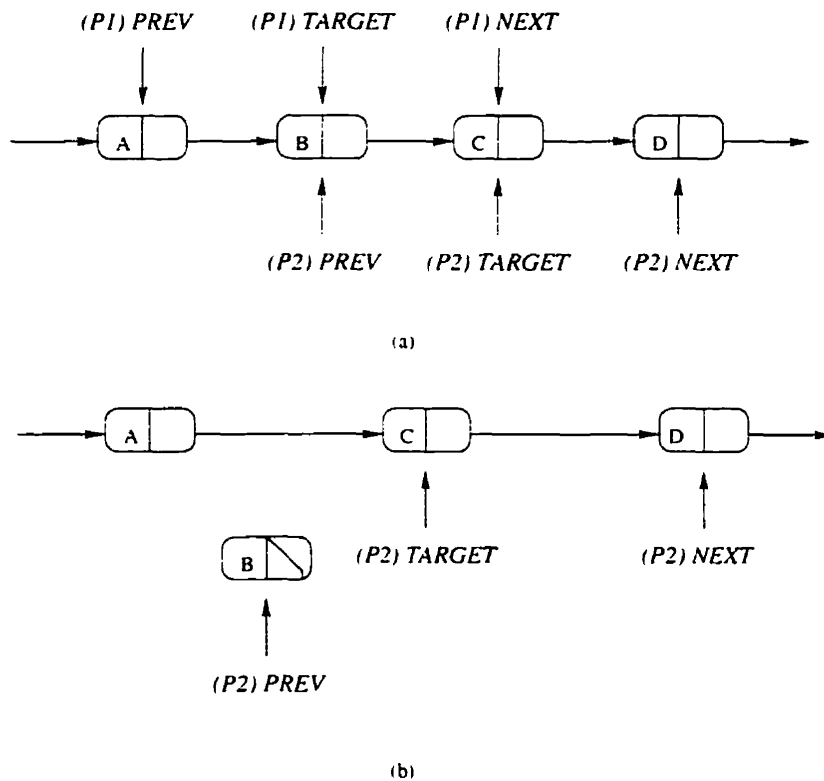 (P1) PREV (P1) TARGET (P1) NEXT
A B C D
(P2) PREV (P2) TARGET (P2) NEXT
(a)
A C D
(P2) TARGET (P2) NEXT
B
(P2) PREV
(b)